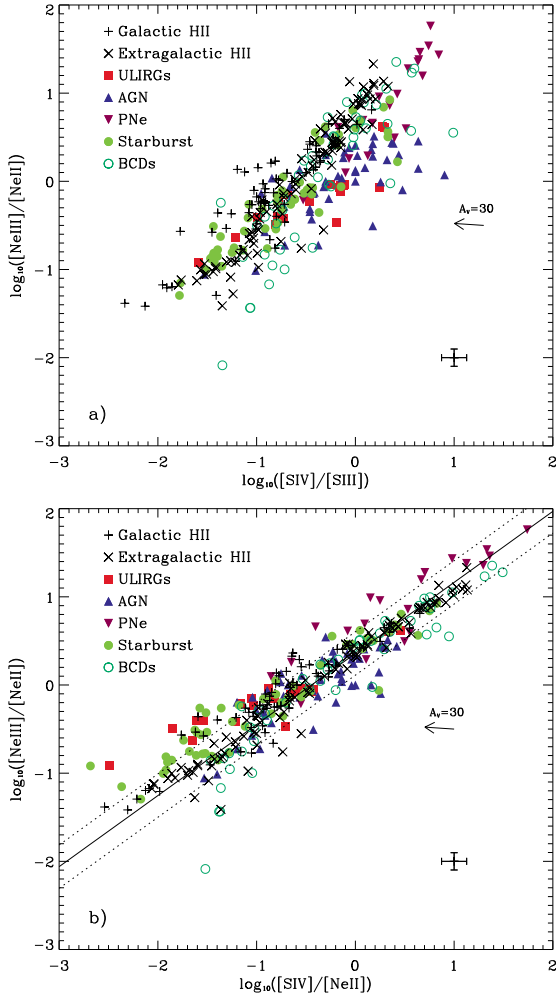 2
1
0
−1
−2
−3
log₁₀([NeIII]/[NeII])
+ Galactic HII
× Extragalactic HII
ULIRGs
AGN
PNe
Starburst
BCDs
Aᵥ=30
a)
−3 −2 −1 0 1 2
log₁₀([SIV]/[SIII])
2
1
0
−1
−2
−3
log₁₀([NeIII]/[NeII])
+ Galactic HII
× Extragalactic HII
ULIRGs
AGN
PNe
Starburst
BCDs
Aᵥ=30
b)
−3 −2 −1 0 1 2
log₁₀([SIV]/[NeII])